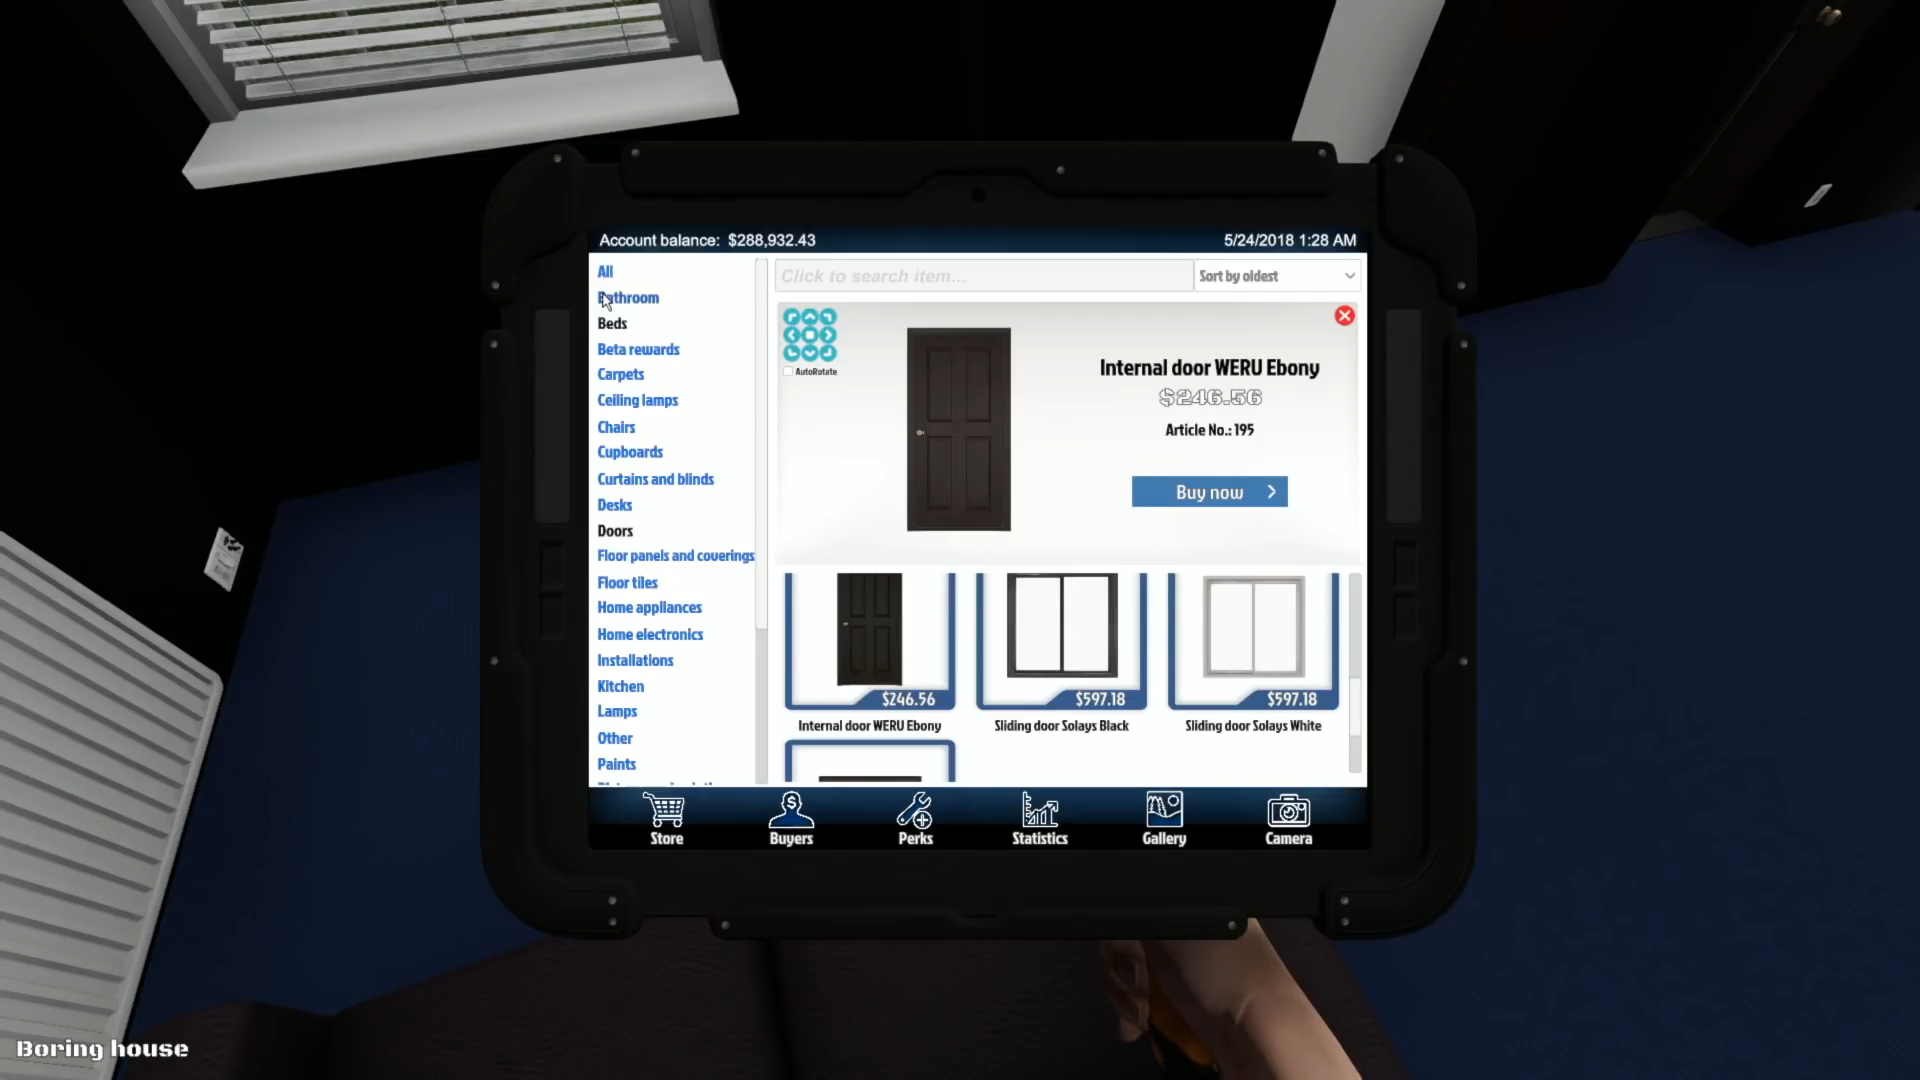 Account balance: $288,932.43
5/24/2018 1:28 AM
All
Bathroom
Beds
Beta rewards
Carpets
Ceiling lamps
Chairs
Cupboards
Curtains and blinds
Desks
Doors
Floor panels and coverings
Floor tiles
Home appliances
Home electronics
Installations
Kitchen
Lamps
Other
Paints
Click to search item...
Sort by oldest
AutoRotate
Internal door WERU Ebony
$246.56
Article No.: 195
Buy now
$246.56
$597.18
$597.18
Internal door WERU Ebony
Sliding door Solays Black
Sliding door Solays White
Store
Buyers
Perks
Statistics
Gallery
Camera
Boring house